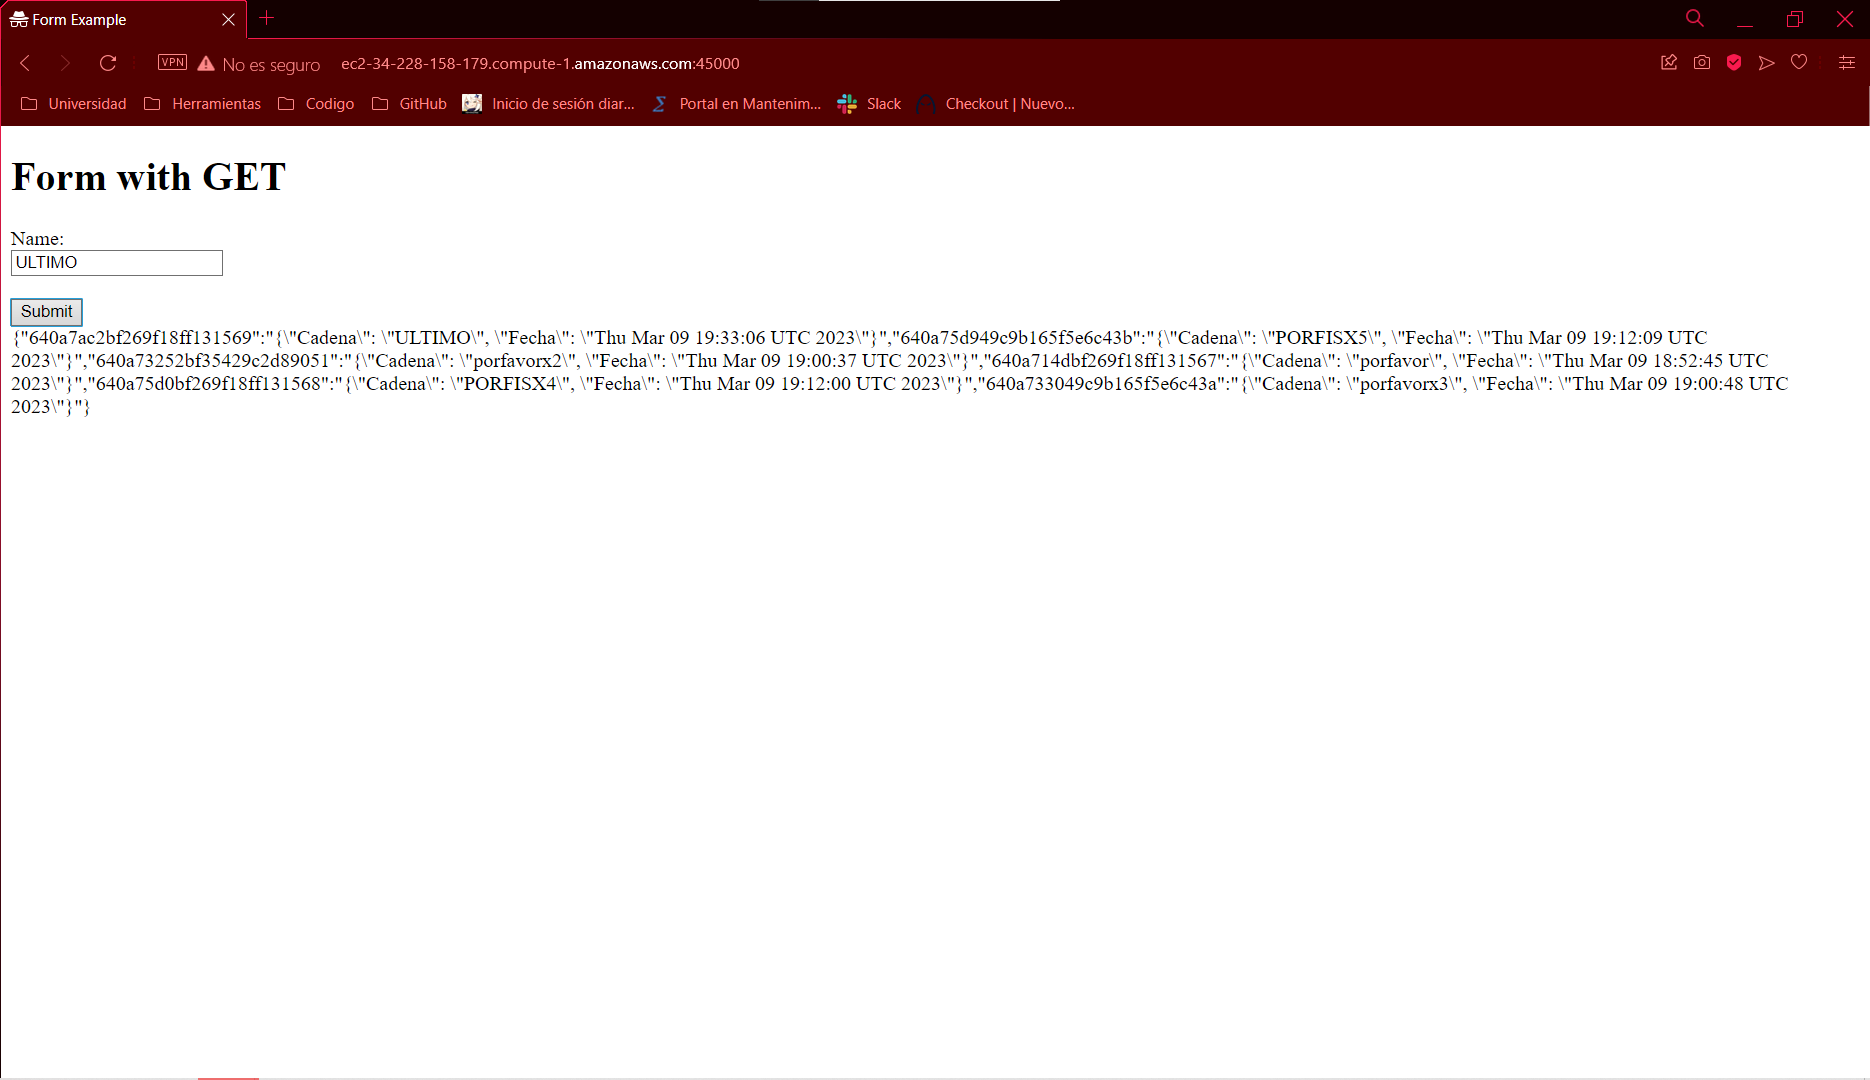 Form Example
VPN No es seguro ec2-34-228-158-179.compute-1.amazonaws.com:45000
Universidad Herramientas Codigo GitHub Inicio de sesión diar... Portal en Mantenim... Slack Checkout | Nuevo...
Form with GET
Name:
ULTIMO
Submit
{"640a7ac2bf269f18ff131569":"{\"Cadena\": \"ULTIMO\", \"Fecha\": \"Thu Mar 09 19:33:06 UTC 2023\"}","640a75d949c9b165f5e6c43b":"{\"Cadena\": \"PORFISX5\", \"Fecha\": \"Thu Mar 09 19:12:09 UTC
2023\"}","640a73252bf35429c2d89051":"{\"Cadena\": \"porfavorx2\", \"Fecha\": \"Thu Mar 09 19:00:37 UTC 2023\"}","640a714dbf269f18ff131567":"{\"Cadena\": \"porfavor\", \"Fecha\": \"Thu Mar 09 18:52:45 UTC
2023\"}","640a75d0bf269f18ff131568":"{\"Cadena\": \"PORFISX4\", \"Fecha\": \"Thu Mar 09 19:12:00 UTC 2023\"}","640a733049c9b165f5e6c43a":"{\"Cadena\": \"porfavorx3\", \"Fecha\": \"Thu Mar 09 19:00:48 UTC
2023\"}"}